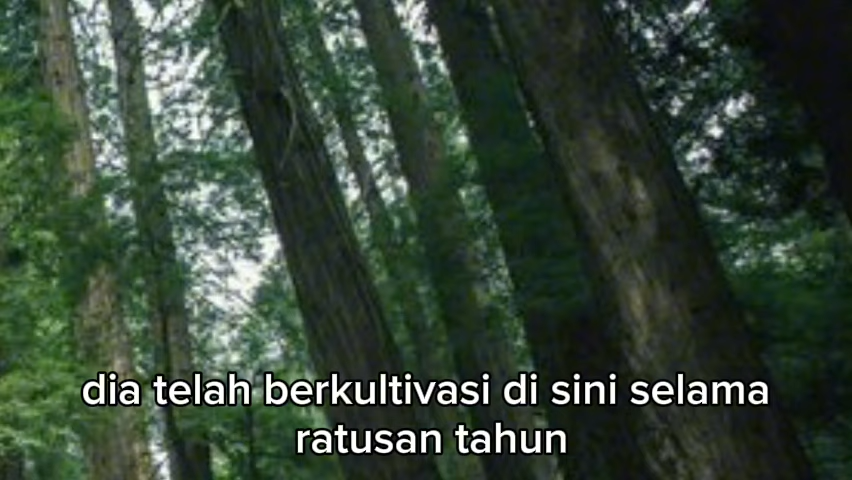 dia telah berkultivasi di sini selama
ratusan tahun